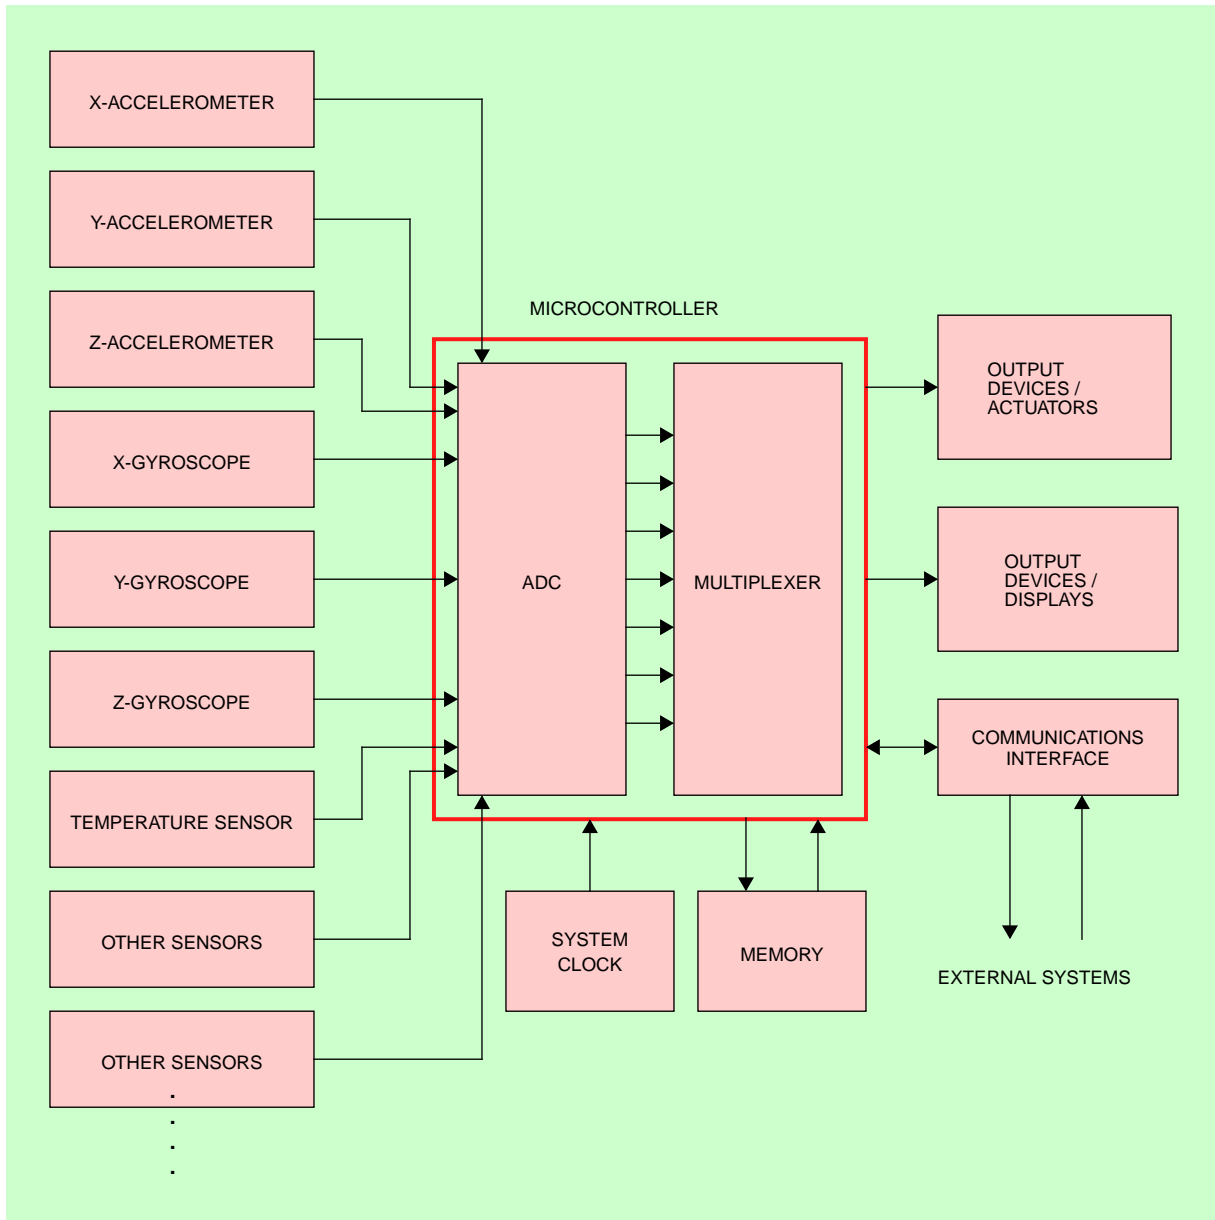 X-ACCELEROMETER
Y-ACCELEROMETER
Z-ACCELEROMETER
X-GYROSCOPE
Y-GYROSCOPE
Z-GYROSCOPE
TEMPERATURE SENSOR
OTHER SENSORS
OTHER SENSORS
MICROCONTROLLER
ADC
MULTIPLEXER
SYSTEM
CLOCK
MEMORY
OUTPUT
DEVICES /
ACTUATORS
OUTPUT
DEVICES /
DISPLAYS
COMMUNICATIONS
INTERFACE
EXTERNAL SYSTEMS